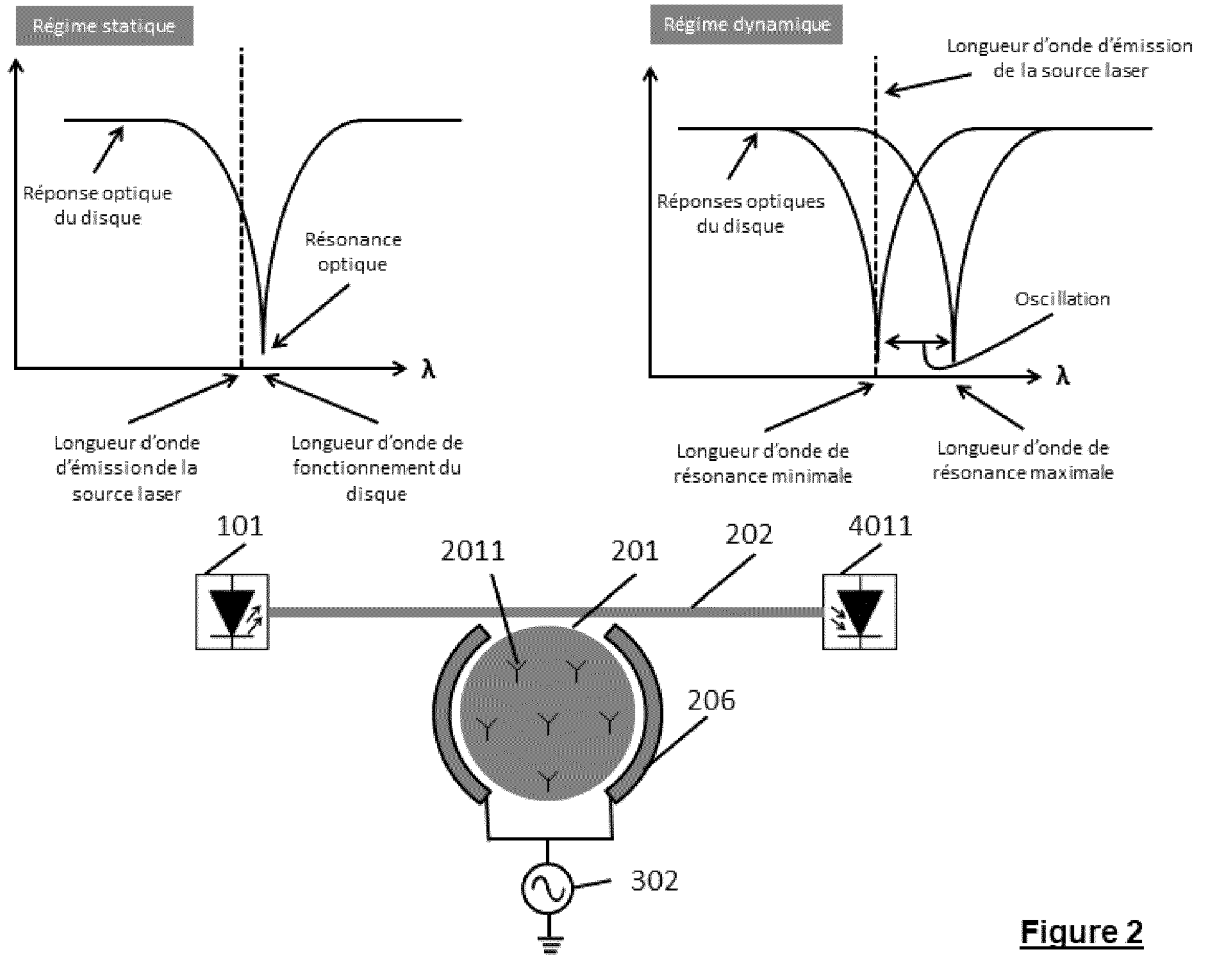 Régime statique
Réponse optique
du disque
Résonance
optique
λ
Longueur d'onde
d'émission de la
source laser
Longueur d'onde de
fonctionnement du
disque
Régime dynamique
Longueur d'onde d'émission
de la source laser
Réponses optiques
du disque
Oscillation
λ
Longueur d'onde de
résonance minimale
Longueur d'onde de
résonance maximale
101
2011
201
202
4011
206
302
Figure 2